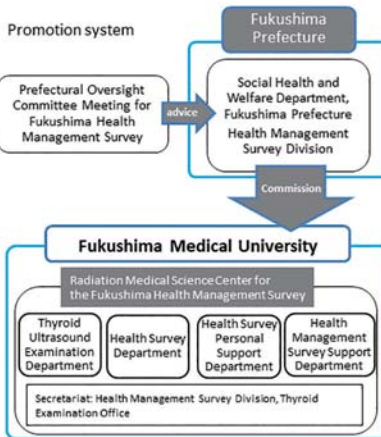 Promotion system
Fukushima
Prefecture
Prefectural Oversight
Committee Meeting for
Fukushima Health
Management Survey
advice
Social Health and
Welfare Department,
Fukushima Prefecture
Health Management
Survey Division
Commission
Fukushima Medical University
Radiation Medical Science Center for
the Fukushima Health Management Survey
Thyroid
Ultrasound
Examination
Department
Health Survey
Department
Health Survey
Personal
Support
Department
Health
Management
Survey Support
Department
Secretariat: Health Management Survey Division, Thyroid
Examination Office